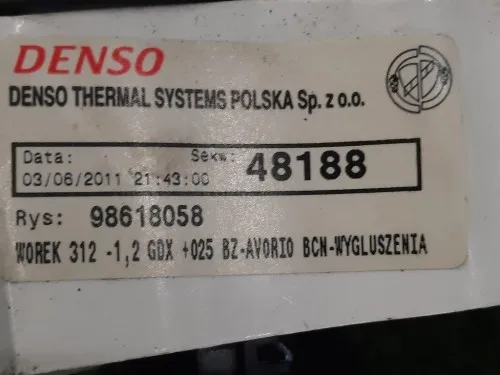 DENSO
DENSO THERMAL SYSTEMS POLSKA Sp. z o.o.
Data: Sekw: 48188
03/06/2011 21:43:00
Rys: 98618058
WOREK 312 -1,2 GDX +025 BZ-AVORIO BCN-WYGLUSZENIA